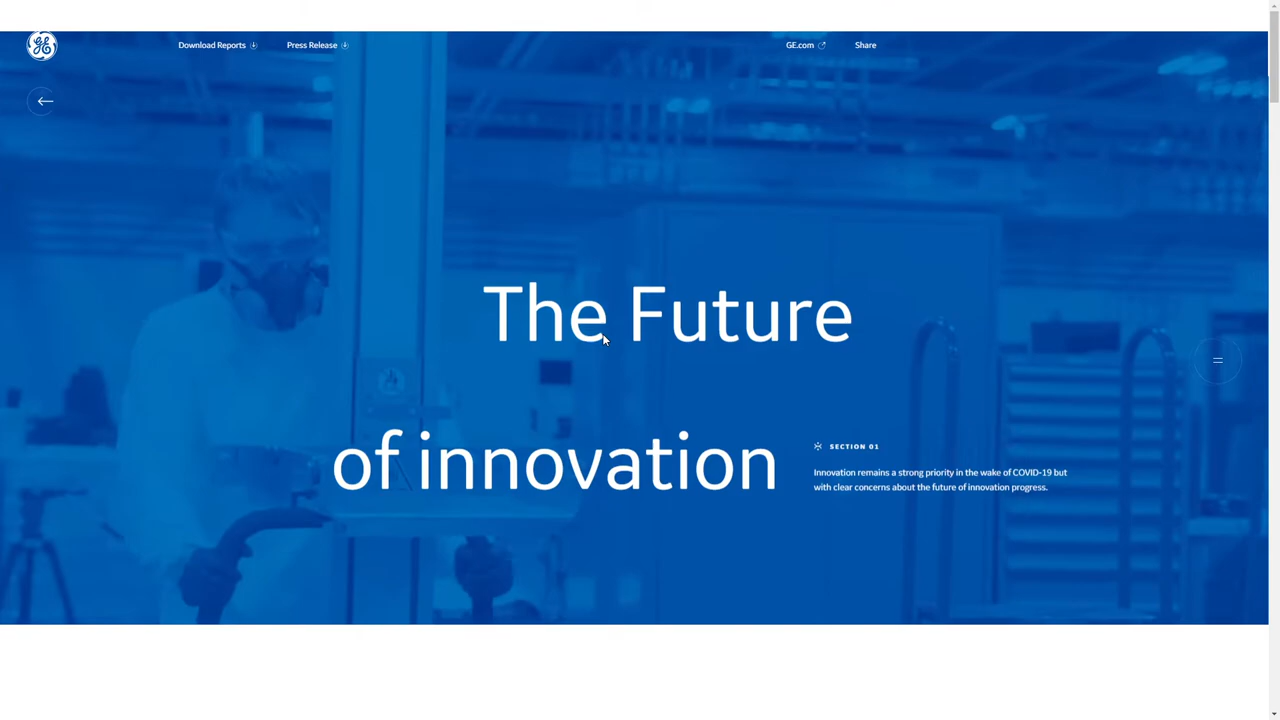 Download Reports
Press Release
GE.com
Share
The Future
of innovation
SECTION 01
Innovation remains a strong priority in the wake of COVID-19 but
with clear concerns about the future of innovation progress.